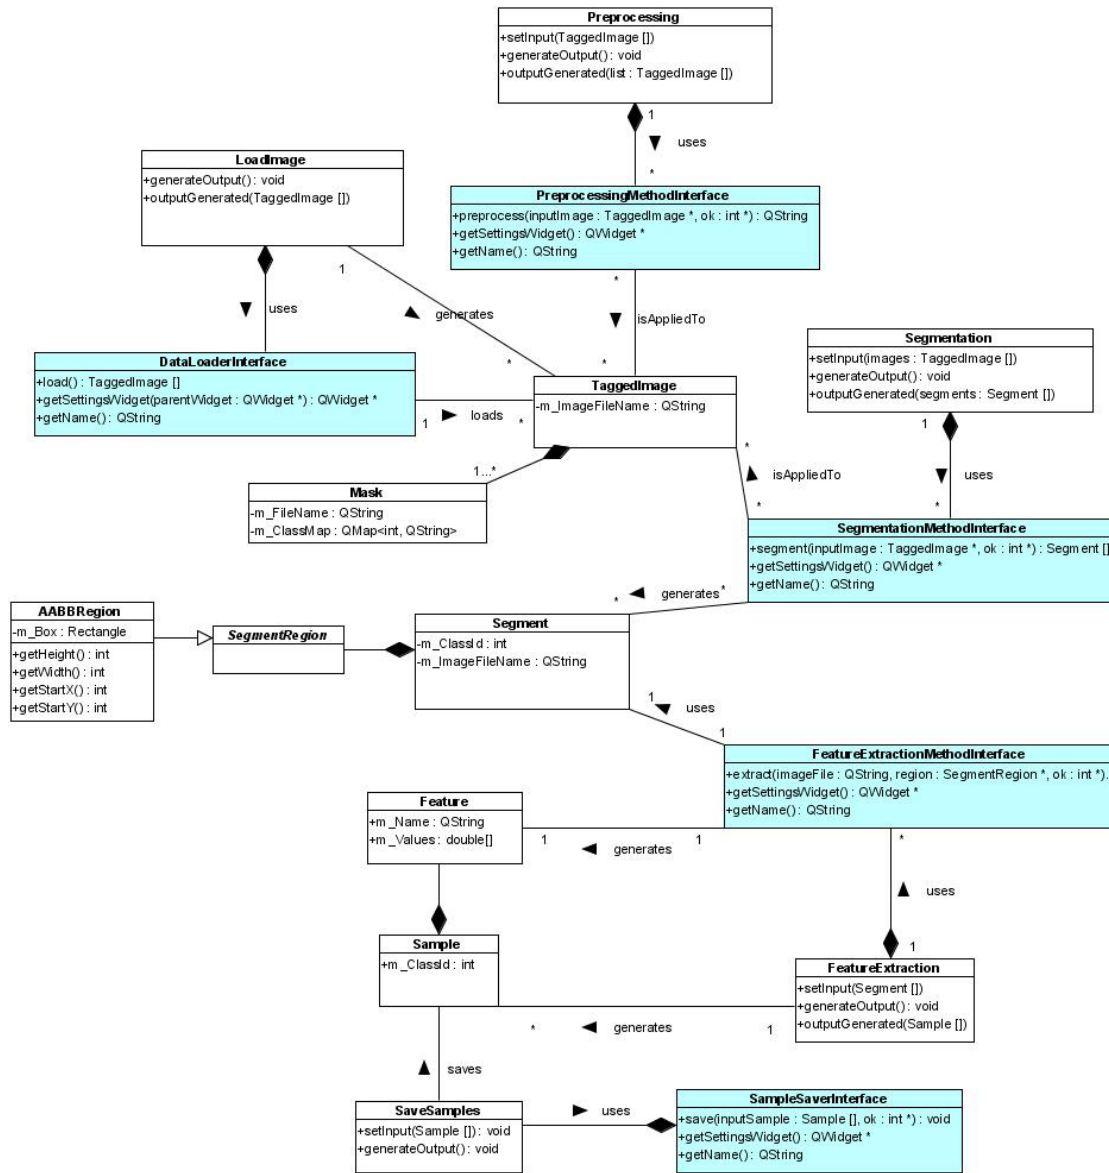 Preprocessing
+setInput(TaggedImage [])
+generateOutput() : void
+outputGenerated(list : TaggedImage [])
1
uses
*
LoadImage
+generateOutput() : void
+outputGenerated(TaggedImage [])
PreprocessingMethodInterface
+preprocess(inputImage : TaggedImage *, ok : int *) : QString
+getSettingsWidget() : QWidget *
+getName() : QString
1
*
uses
generates
isAppliedTo
*
*
Segmentation
+setInput(images : TaggedImage [])
+generateOutput() : void
+outputGenerated(segments : Segment [])
DataLoaderInterface
+load() : TaggedImage []
+getSettingsWidget(parentWidget : QWidget *) : QWidget *
+getName() : QString
TaggedImage
-m_ImageFileName : QString
1
loads
*
1
*
1...*
isAppliedTo
uses
*
*
Mask
-m_FileName : QString
-m_ClassMap : QMap<int, QString>
SegmentationMethodInterface
+segment(inputImage : TaggedImage *, ok : int *) : Segment []
+getSettingsWidget() : QWidget *
+getName() : QString
*
generates
*
AABBRegion
-m_Box : Rectangle
+getHeight() : int
+getWidth() : int
+getStartX() : int
+getStartY() : int
SegmentRegion
Segment
-m_ClassId : int
-m_ImageFileName : QString
1
uses
1
FeatureExtractionMethodInterface
+extract(imageFile : QString, region : SegmentRegion *, ok : int *)..
+getSettingsWidget() : QWidget *
+getName() : QString
Feature
+m_Name : QString
+m_Values : double[]
1
generates
1
*
uses
1
Sample
+m_ClassId : int
FeatureExtraction
+setInput(Segment [])
+generateOutput() : void
+outputGenerated(Sample [])
*
generates
1
saves
SaveSamples
+setInput(Sample []) : void
+generateOutput() : void
uses
SampleSaverInterface
+save(inputSample : Sample [], ok : int *) : void
+getSettingsWidget() : QWidget *
+getName() : QString